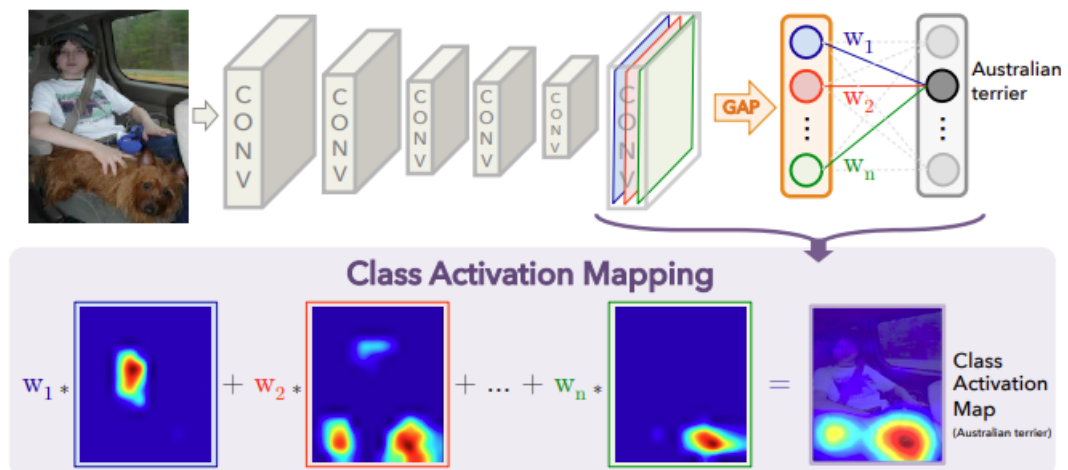 CONV
CONV
CONV
CONV
CONV
CONV
GAP
w1
w2
⋮
wn
⋮
Australian
terrier
Class Activation Mapping
w1 * + w2 * + ... + wn * =
Class
Activation
Map
(Australian terrier)